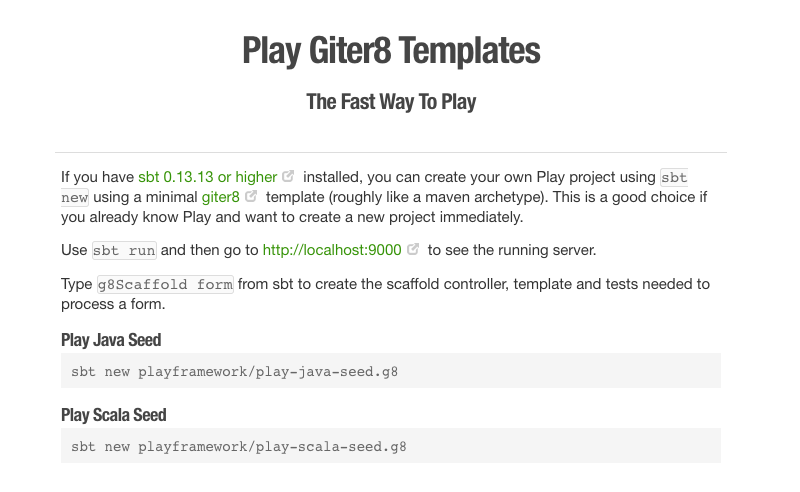 Play Giter8 Templates
The Fast Way To Play
If you have sbt 0.13.13 or higher installed, you can create your own Play project using sbt
new using a minimal giter8 template (roughly like a maven archetype). This is a good choice if
you already know Play and want to create a new project immediately.
Use sbt run and then go to http://localhost:9000 to see the running server.
Type g8Scaffold form from sbt to create the scaffold controller, template and tests needed to
process a form.
Play Java Seed
sbt new playframework/play-java-seed.g8
Play Scala Seed
sbt new playframework/play-scala-seed.g8